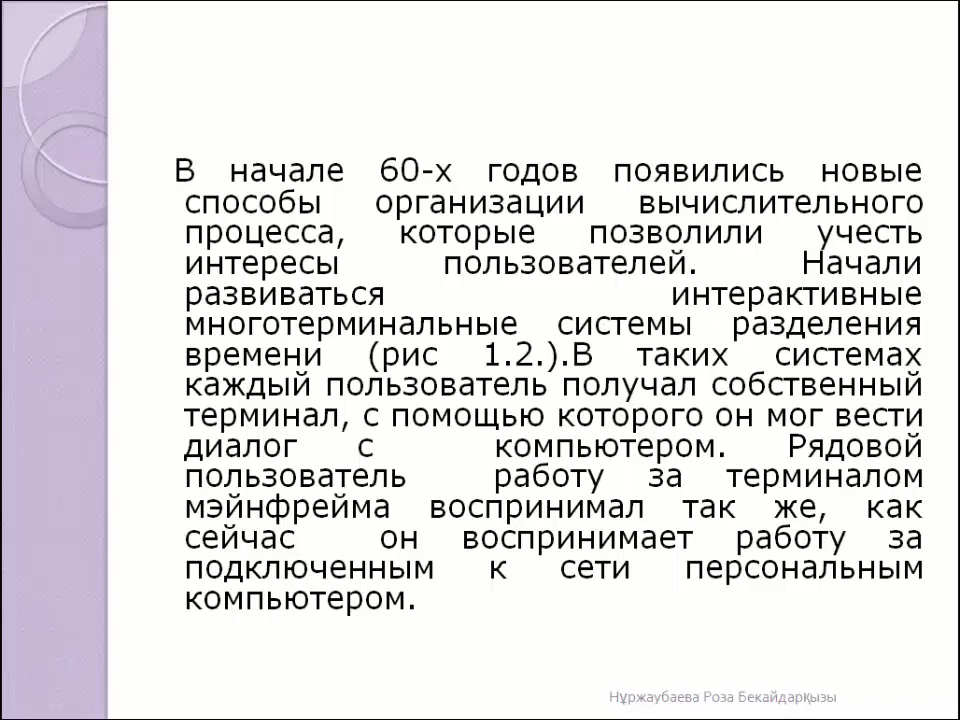 В начале 60-х годов появились новые
способы организации вычислительного
процесса, которые позволили учесть
интересы пользователей. Начали
развиваться интерактивные
многотерминальные системы разделения
времени (рис 1.2.).В таких системах
каждый пользователь получал собственный
терминал, с помощью которого он мог вести
диалог с компьютером. Рядовой
пользователь работу за терминалом
мэйнфрейма воспринимал так же, как
сейчас он воспринимает работу за
подключенным к сети персональным
компьютером.
Нұржаубаева Роза Бекайдарқызы